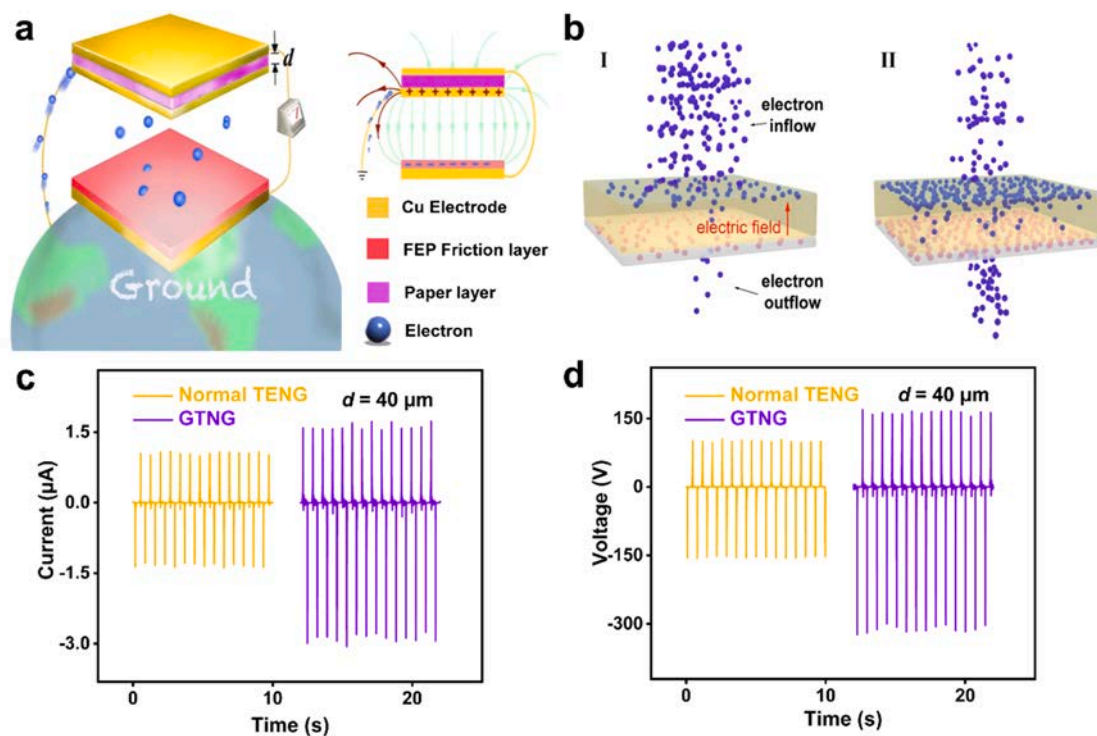 a
d
I
Ground
Cu Electrode
FEP Friction layer
Paper layer
Electron
b
I
II
electron
inflow
electric field
electron
outflow
c
Normal TENG
GTNG
d = 40 μm
Current (μA)
1.5
0.0
-1.5
-3.0
0
10
20
Time (s)
d
Normal TENG
GTNG
d = 40 μm
Voltage (V)
150
0
-150
-300
0
10
20
Time (s)